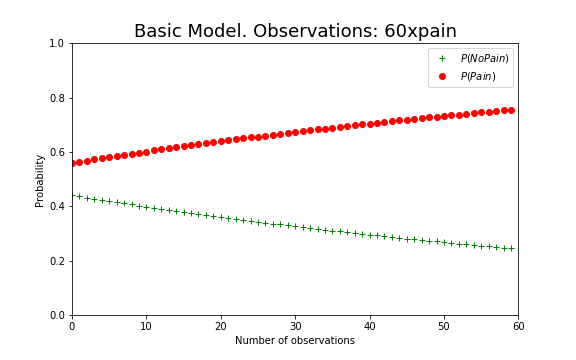 Basic Model. Observations: 60xpain
P(NoPain)
P(Pain)
1.0
0.8
0.6
0.4
0.2
0.0
Probability
0 10 20 30 40 50 60
Number of observations